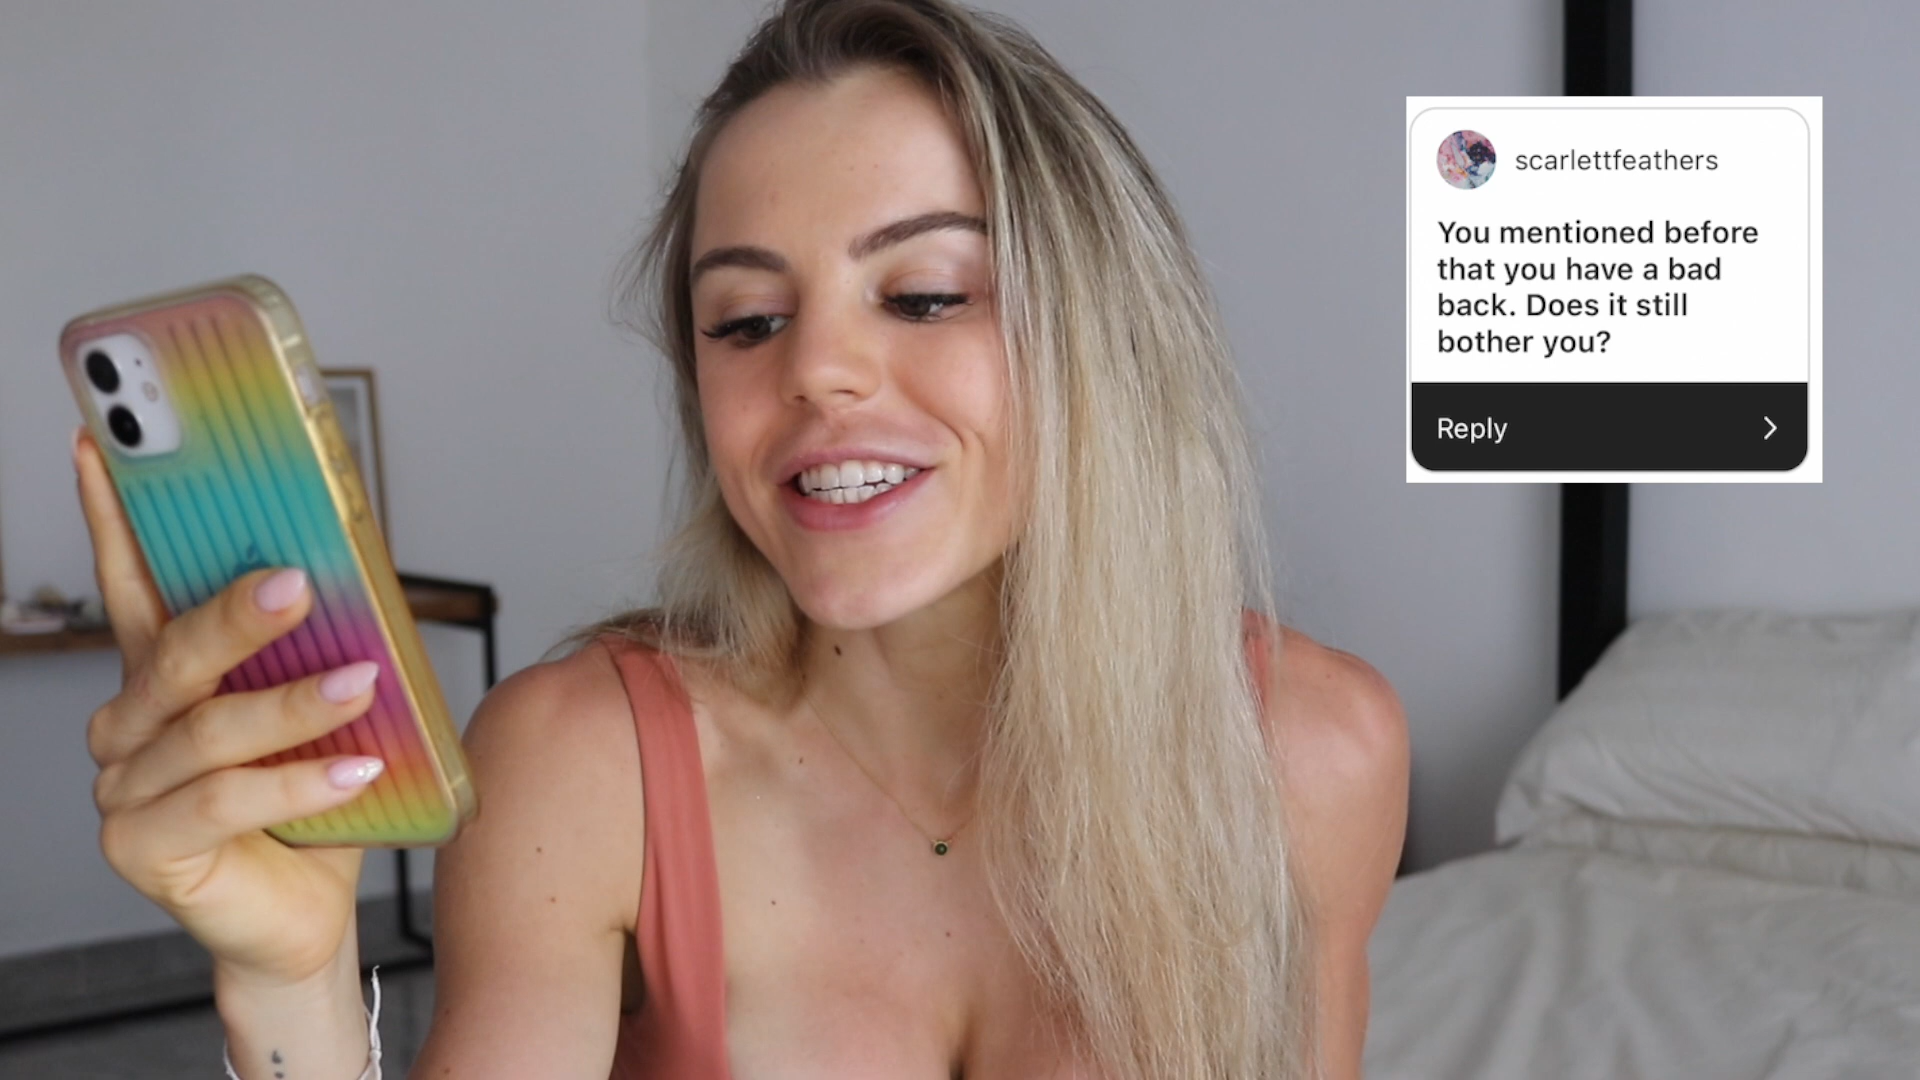 scarlettfeathers
You mentioned before
that you have a bad
back. Does it still
bother you?
Reply